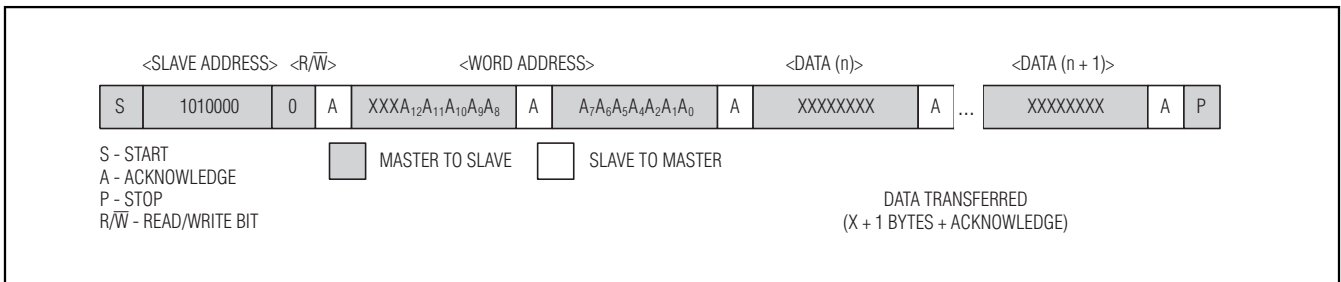 <SLAVE ADDRESS> <R/W̅> <WORD ADDRESS> <DATA (n)> <DATA (n + 1)>
S 1010000 0 A XXXA₁₂A₁₁A₁₀A₉A₈ A A₇A₆A₅A₄A₂A₁A₀ A XXXXXXXX A ... XXXXXXXX A P
S - START MASTER TO SLAVE SLAVE TO MASTER
A - ACKNOWLEDGE
P - STOP DATA TRANSFERRED
R/W̅ - READ/WRITE BIT (X + 1 BYTES + ACKNOWLEDGE)